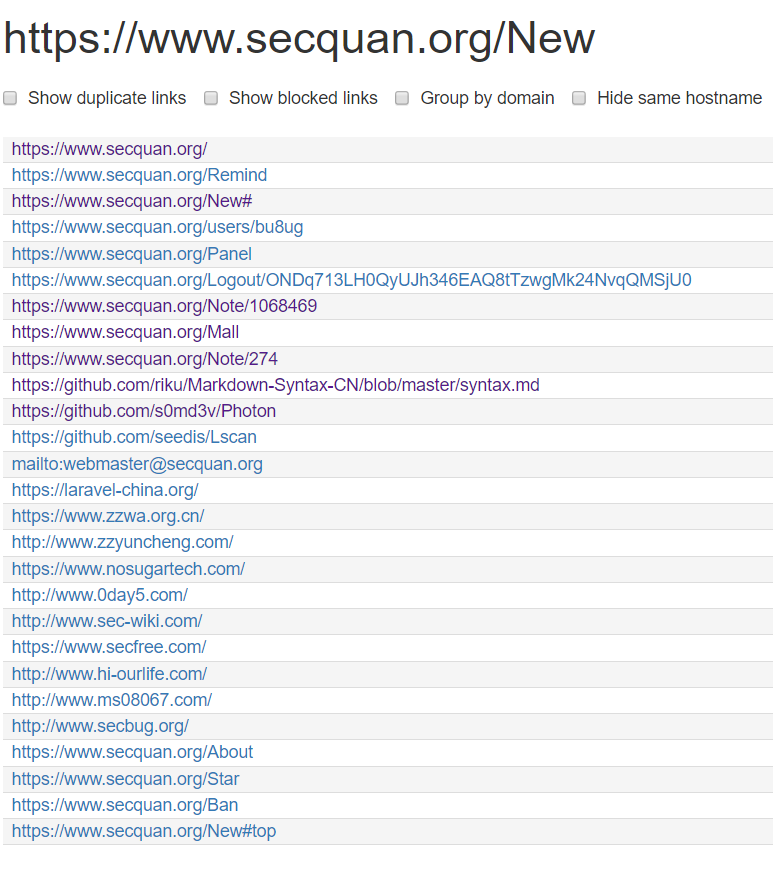 https://www.secquan.org/New
Show duplicate links Show blocked links Group by domain Hide same hostname
https://www.secquan.org/
https://www.secquan.org/Remind
https://www.secquan.org/New#
https://www.secquan.org/users/bu8ug
https://www.secquan.org/Panel
https://www.secquan.org/Logout/ONDq713LH0QyUJh346EAQ8tTzwgMk24NvqQMSjU0
https://www.secquan.org/Note/1068469
https://www.secquan.org/Mall
https://www.secquan.org/Note/274
https://github.com/riku/Markdown-Syntax-CN/blob/master/syntax.md
https://github.com/s0md3v/Photon
https://github.com/seedis/Lscan
mailto:webmaster@secquan.org
https://laravel-china.org/
https://www.zzwa.org.cn/
http://www.zzyuncheng.com/
https://www.nosugartech.com/
http://www.0day5.com/
http://www.sec-wiki.com/
https://www.secfree.com/
http://www.hi-ourlife.com/
http://www.ms08067.com/
http://www.secbug.org/
https://www.secquan.org/About
https://www.secquan.org/Star
https://www.secquan.org/Ban
https://www.secquan.org/New#top